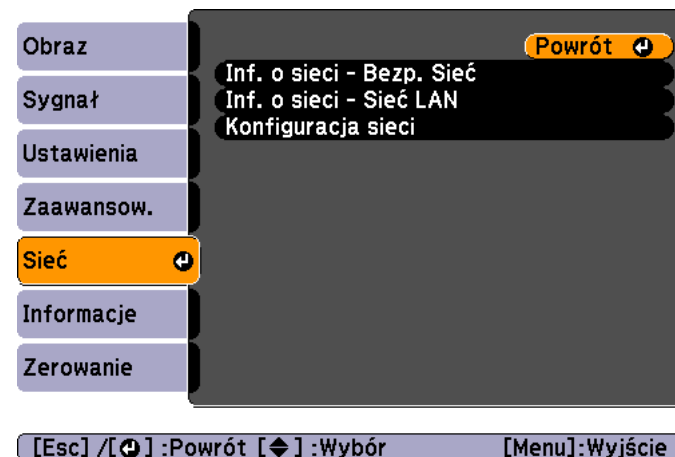 Obraz
Sygnał
Ustawienia
Zaawansow.
Sieć
Informacje
Zerowanie
Powrót
Inf. o sieci - Bezp. Sieć
Inf. o sieci - Sieć LAN
Konfiguracja sieci
[Esc] /[⏎] :Powrót [◆] :Wybór [Menu]:Wyjście